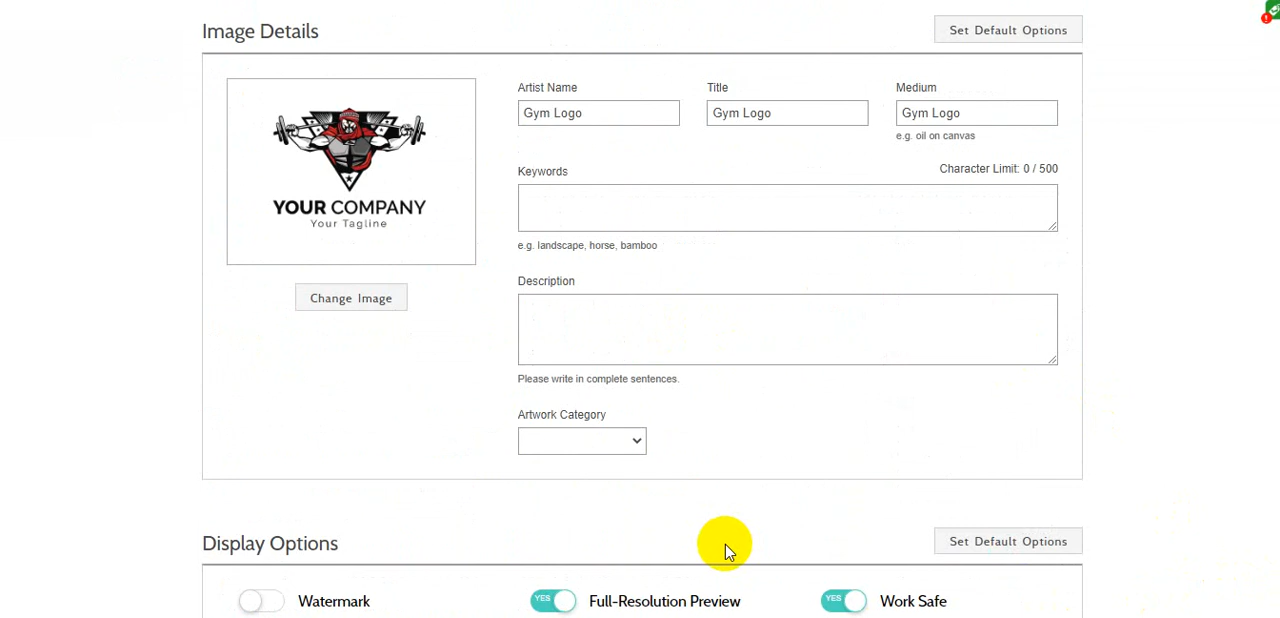 Image Details
Set Default Options
Artist Name
Title
Medium
Gym Logo
Gym Logo
Gym Logo
e.g. oil on canvas
Keywords
Character Limit: 0 / 500
e.g. landscape, horse, bamboo
YOUR COMPANY
Your Tagline
Change Image
Description
Please write in complete sentences.
Artwork Category
Display Options
Set Default Options
Watermark
YES
Full-Resolution Preview
YES
Work Safe